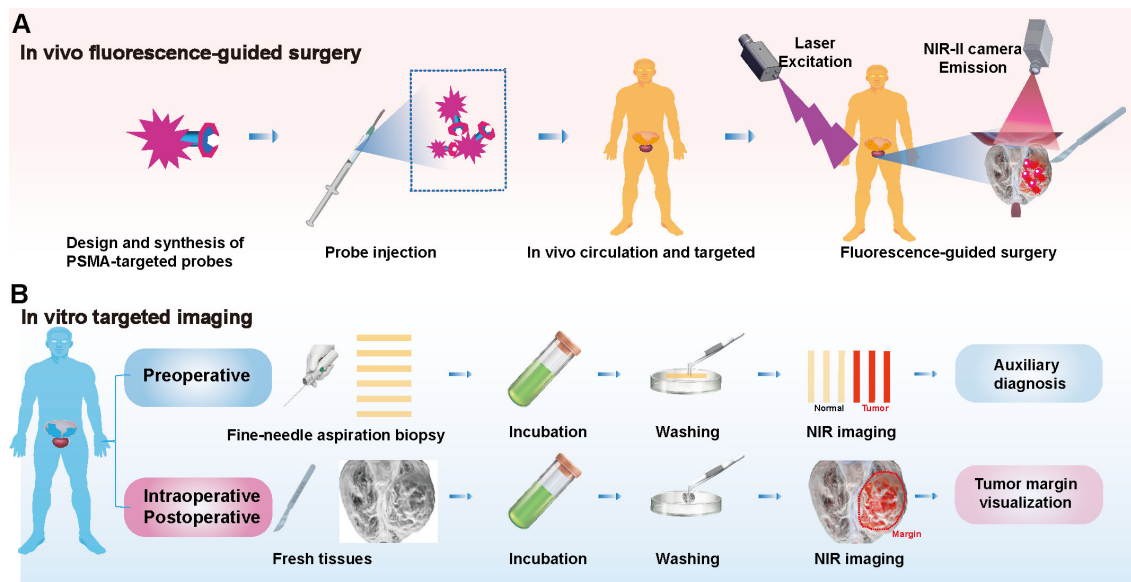 A
In vivo fluorescence-guided surgery
Laser
Excitation
NIR-II camera
Emission
Design and synthesis of
PSMA-targeted probes
Probe injection
In vivo circulation and targeted
Fluorescence-guided surgery
B
In vitro targeted imaging
Preoperative
Fine-needle aspiration biopsy
Incubation
Washing
Normal
Tumor
NIR imaging
Auxiliary
diagnosis
Intraoperative
Postoperative
Fresh tissues
Incubation
Washing
Margin
NIR imaging
Tumor margin
visualization